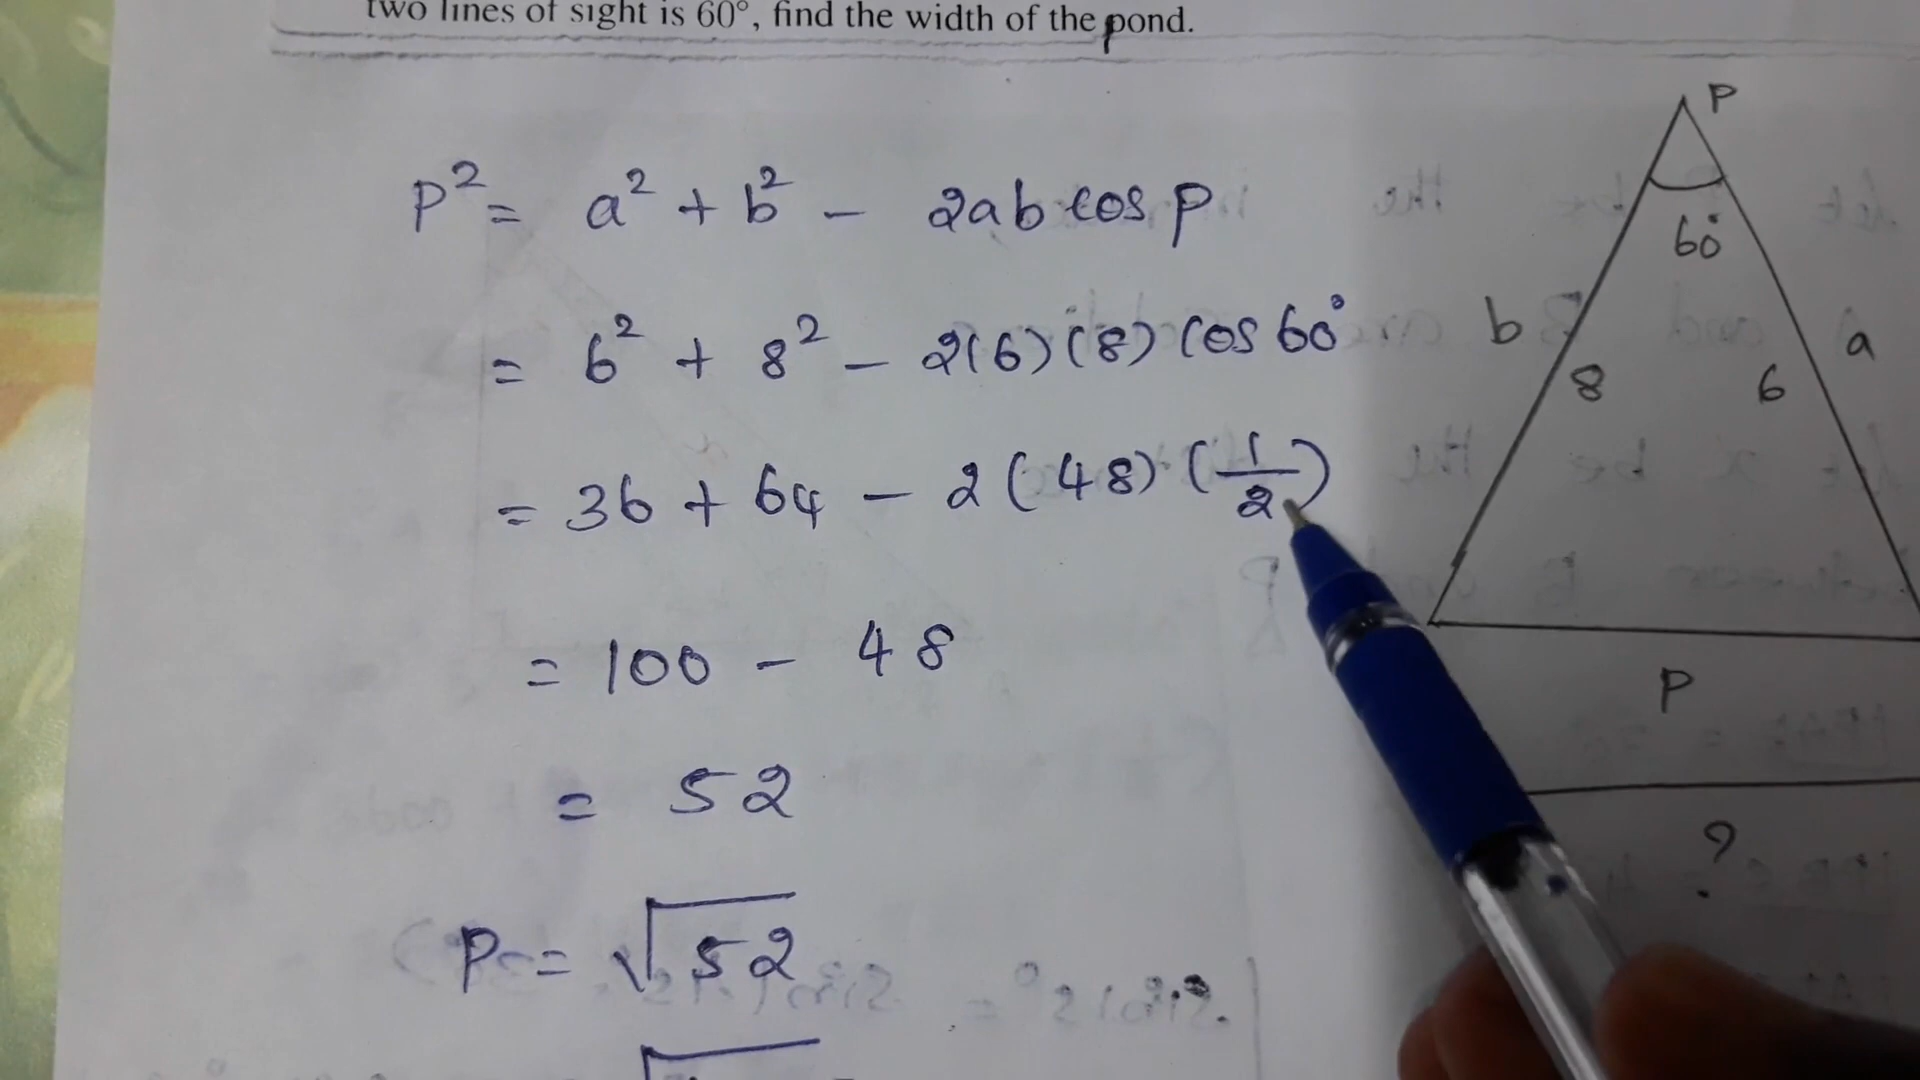 two lines of sight is 60°, find the width of the pond.
P² = a² + b² - 2ab cos P
= 6² + 8² - 2(6)(8) cos 60°
= 36 + 64 - 2(48)(1/2)
= 100 - 48
= 52
P = √52
P
60°
b
a
8
6
P
?